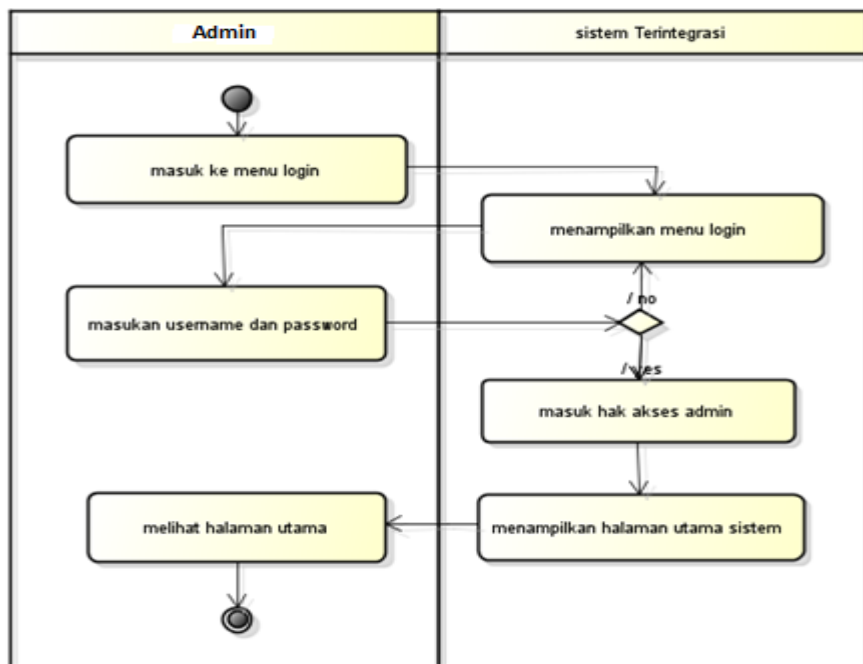 Admin
sistem Terintegrasi
masuk ke menu login
menampilkan menu login
masukan username dan password
/ no
/ yes
masuk hak akses admin
melihat halaman utama
menampilkan halaman utama sistem